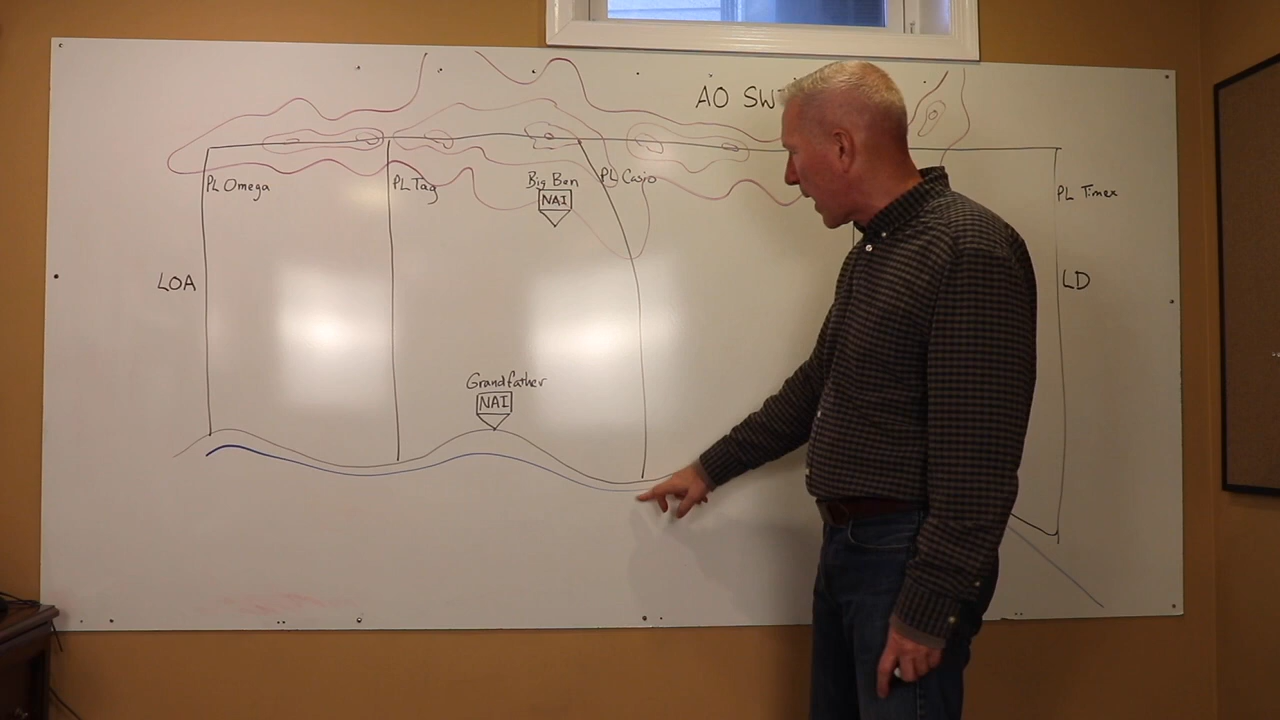 AO SW
PL Omega
PL Tag
Big Ben
NAI
PL Casio
PL Timex
LOA
LD
Grandfather
NAI